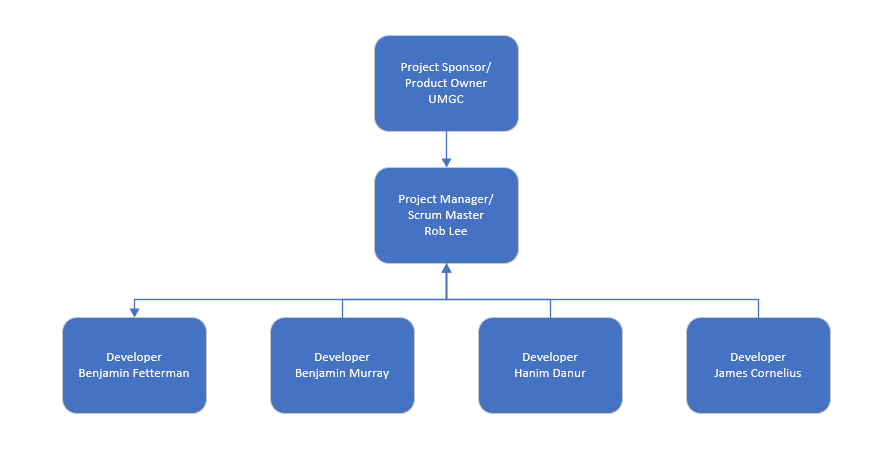 Project Sponsor/
Product Owner
UMGC
Project Manager/
Scrum Master
Rob Lee
Developer
Benjamin Fetterman
Developer
Benjamin Murray
Developer
Hanim Danur
Developer
James Cornelius